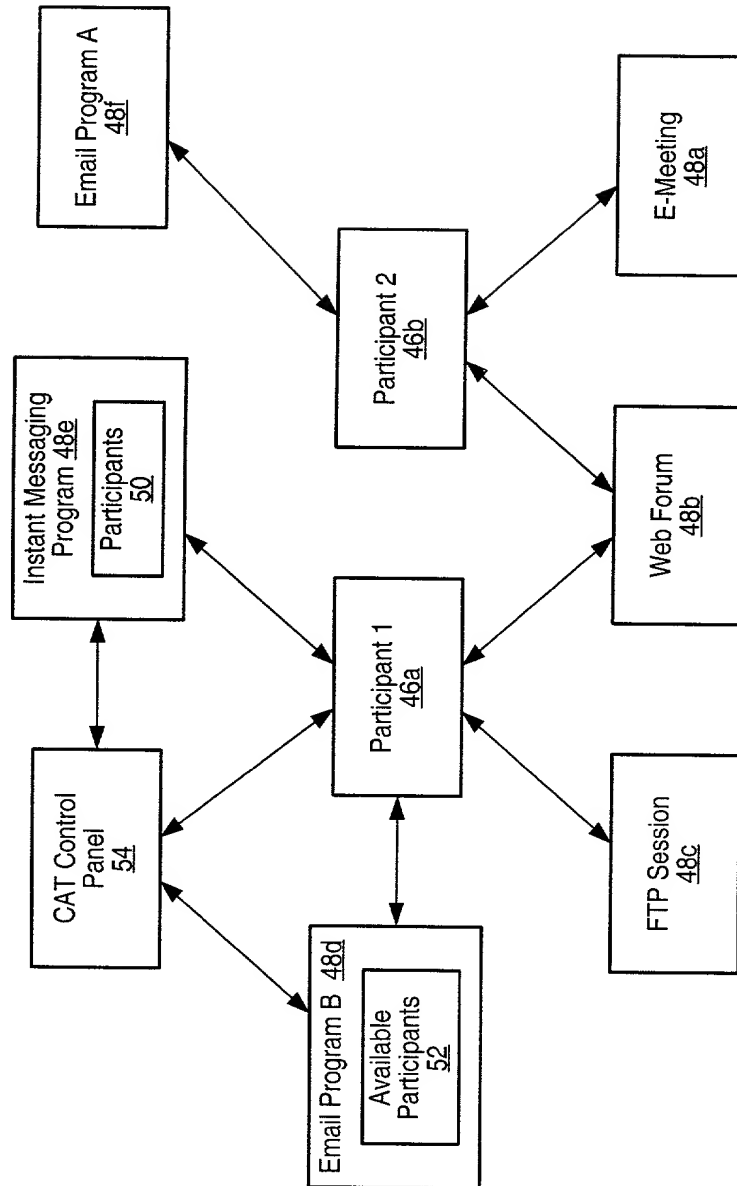 CAT Control
Panel
54
Instant Messaging
Program 48e
Participants
50
Email Program A
48f
Email Program B 48d
Available
Participants
52
Participant 1
46a
Participant 2
46b
FTP Session
48c
Web Forum
48b
E-Meeting
48a